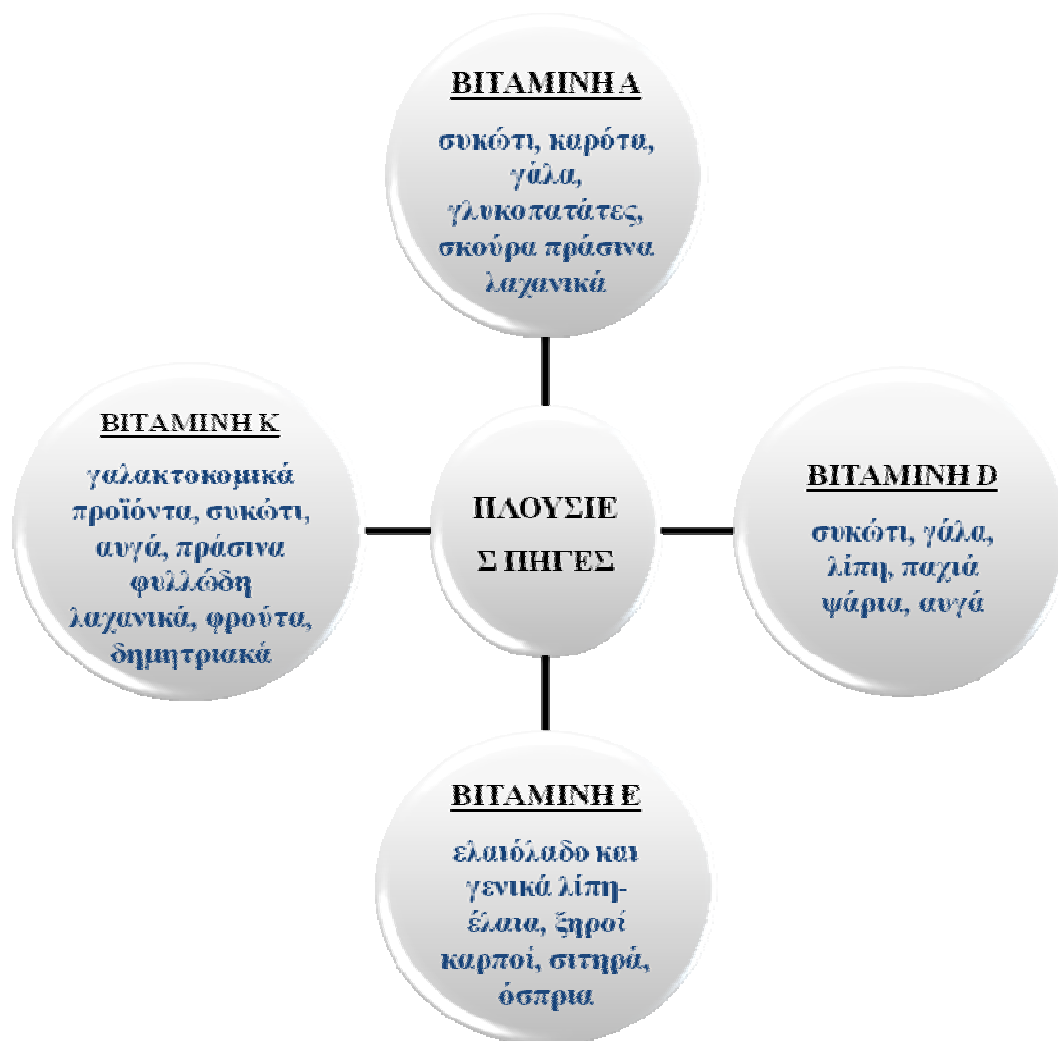 ΒΙΤΑΜΙΝΗ Α
συκώτι, καρότα,
γάλα,
γλυκοπατάτες,
σκούρα πράσινα
λαχανικά
ΒΙΤΑΜΙΝΗ Κ
γαλακτοκομικά
προϊόντα, συκώτι,
αυγά, πράσινα
φυλλώδη
λαχανικά, φρούτα,
δημητριακά
ΠΛΟΥΣΙΕ
Σ ΠΗΓΕΣ
ΒΙΤΑΜΙΝΗ D
συκώτι, γάλα,
λίπη, παχιά
ψάρια, αυγά
ΒΙΤΑΜΙΝΗ Ε
ελαιόλαδο και
γενικά λίπη-
έλαια, ξηροί
καρποί, σιτηρά,
όσπρια